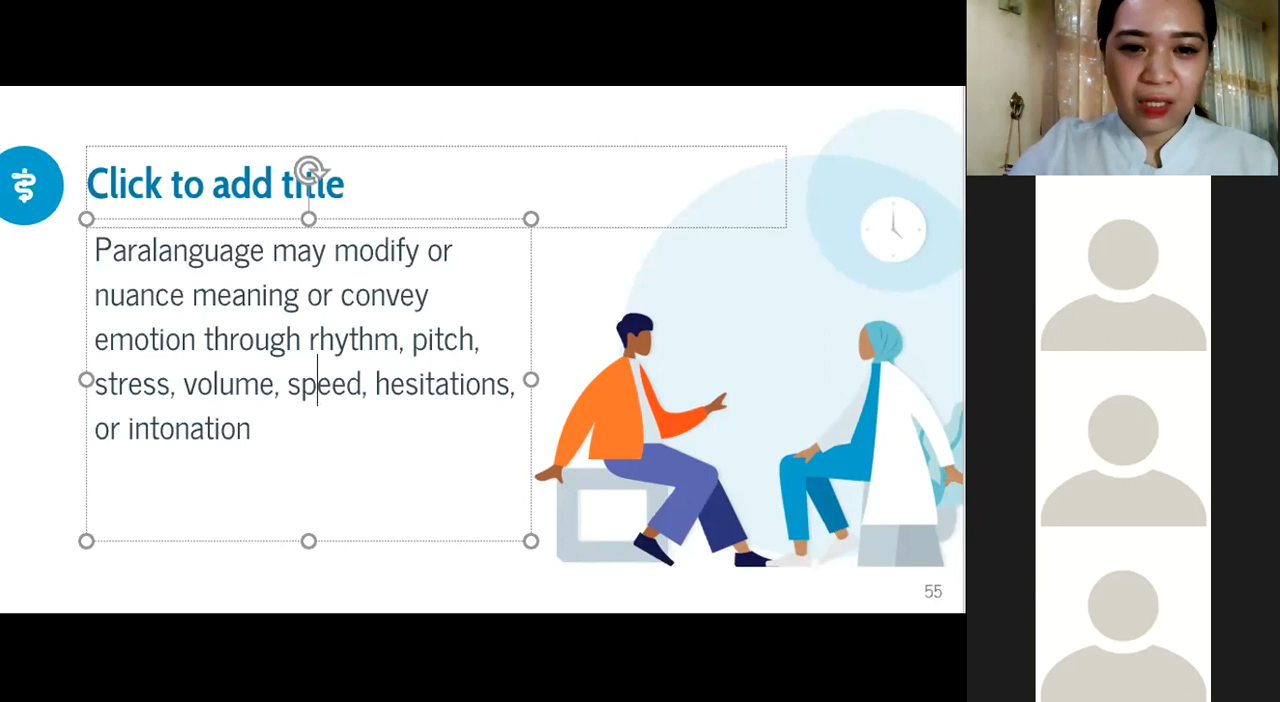 Click to add title
Paralanguage may modify or
nuance meaning or convey
emotion through rhythm, pitch,
stress, volume, speed, hesitations,
or intonation
55